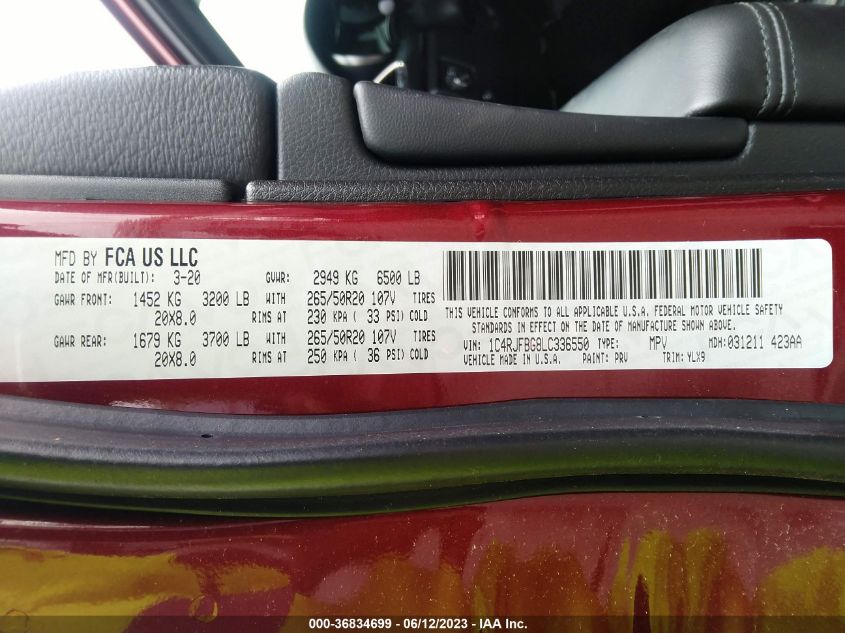 MFD BY FCA US LLC
DATE OF MFR(BUILT): 3-20 GVWR: 2949 KG 6500 LB
GAWR FRONT: 1452 KG 3200 LB WITH 265/50R20 107V TIRES
20X8.0 RIMS AT 230 KPA ( 33 PSI) COLD
GAWR REAR: 1679 KG 3700 LB WITH 265/50R20 107V TIRES
20X8.0 RIMS AT 250 KPA ( 36 PSI) COLD
THIS VEHICLE CONFORMS TO ALL APPLICABLE U.S.A. FEDERAL MOTOR VEHICLE SAFETY
STANDARDS IN EFFECT ON THE DATE OF MANUFACTURE SHOWN ABOVE.
VIN: 1C4RJFBG8LC336550 TYPE: MPV MDH: 031211 423AA
VEHICLE MADE IN U.S.A. PAINT: PRV TRIM: YLX9
000-36834699 - 06/12/2023 - IAA Inc.